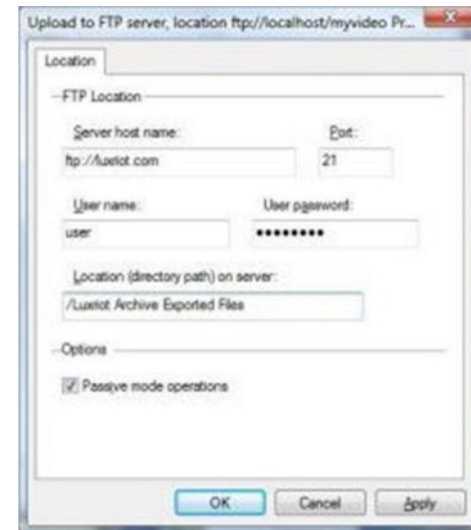 Upload to FTP server, location ftp://localhost/myvideo Pr...
Location
FTP Location
Server host name: Port:
ftp://luxriot.com 21
User name: User password:
user ••••••••
Location (directory path) on server:
/Luxriot Archive Exported Files
Options
Passive mode operations
OK Cancel Apply